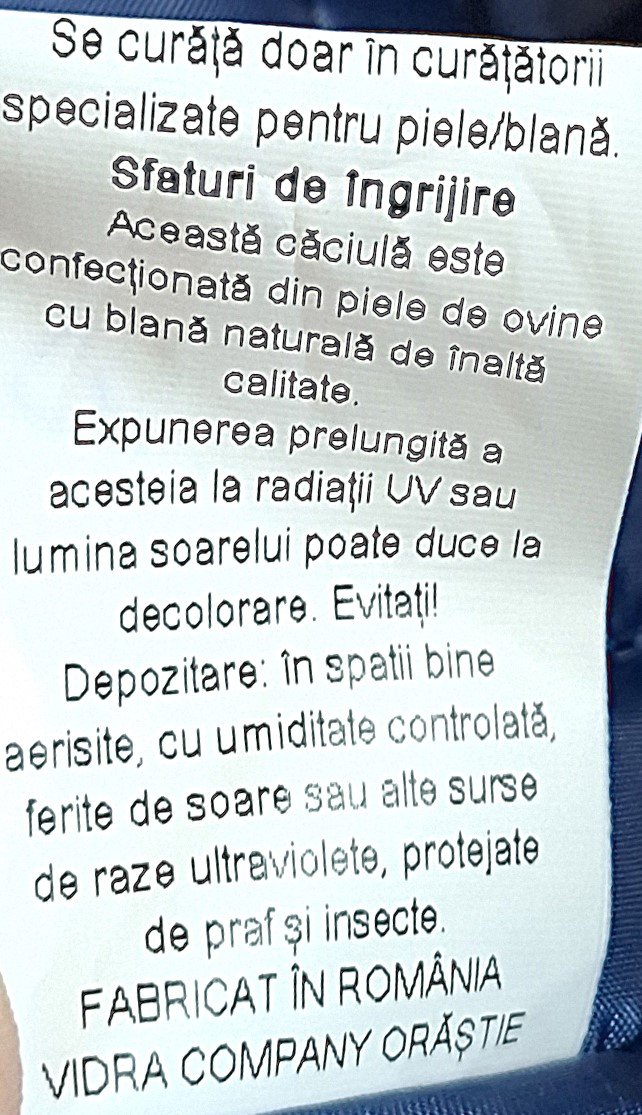 Se curăță doar în curățătorii
specializate pentru piele/blană.
Sfaturi de îngrijire
Această căciulă este
confecționată din piele de ovine
cu blană naturală de înaltă
calitate.
Expunerea prelungită a
acesteia la radiații UV sau
lumina soarelui poate duce la
decolorare. Evitați!
Depozitare: în spatii bine
aerisite, cu umiditate controlată,
ferite de soare sau alte surse
de raze ultraviolete, protejate
de praf și insecte.
FABRICAT ÎN ROMÂNIA
VIDRA COMPANY ORĂȘTIE